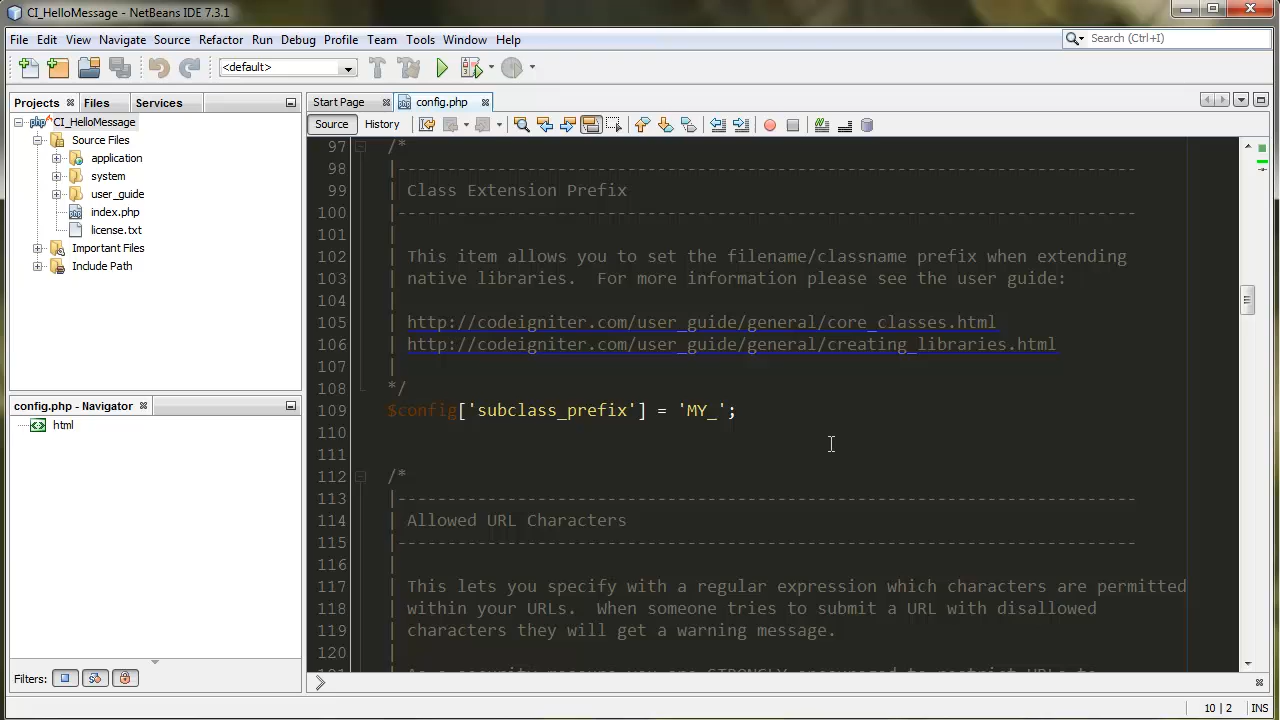 CI_HelloMessage - NetBeans IDE 7.3.1
File Edit View Navigate Source Refactor Run Debug Profile Team Tools Window Help
Search (Ctrl+I)
<default>
Projects Files Services
CI_HelloMessage
Source Files
application
system
user_guide
index.php
license.txt
Important Files
Include Path
config.php - Navigator
html
Filters:
Start Page config.php
Source History
97 /*
98 |--------------------------------------------------------------------------
99 | Class Extension Prefix
100 |--------------------------------------------------------------------------
101 |
102 | This item allows you to set the filename/classname prefix when extending
103 | native libraries.  For more information please see the user guide:
104 |
105 | http://codeigniter.com/user_guide/general/core_classes.html
106 | http://codeigniter.com/user_guide/general/creating_libraries.html
107 |
108 */
109 $config['subclass_prefix'] = 'MY_';
110
111
112 /*
113 |--------------------------------------------------------------------------
114 | Allowed URL Characters
115 |--------------------------------------------------------------------------
116 |
117 | This lets you specify with a regular expression which characters are permitted
118 | within your URLs.  When someone tries to submit a URL with disallowed
119 | characters they will get a warning message.
120 |
10 | 2 INS